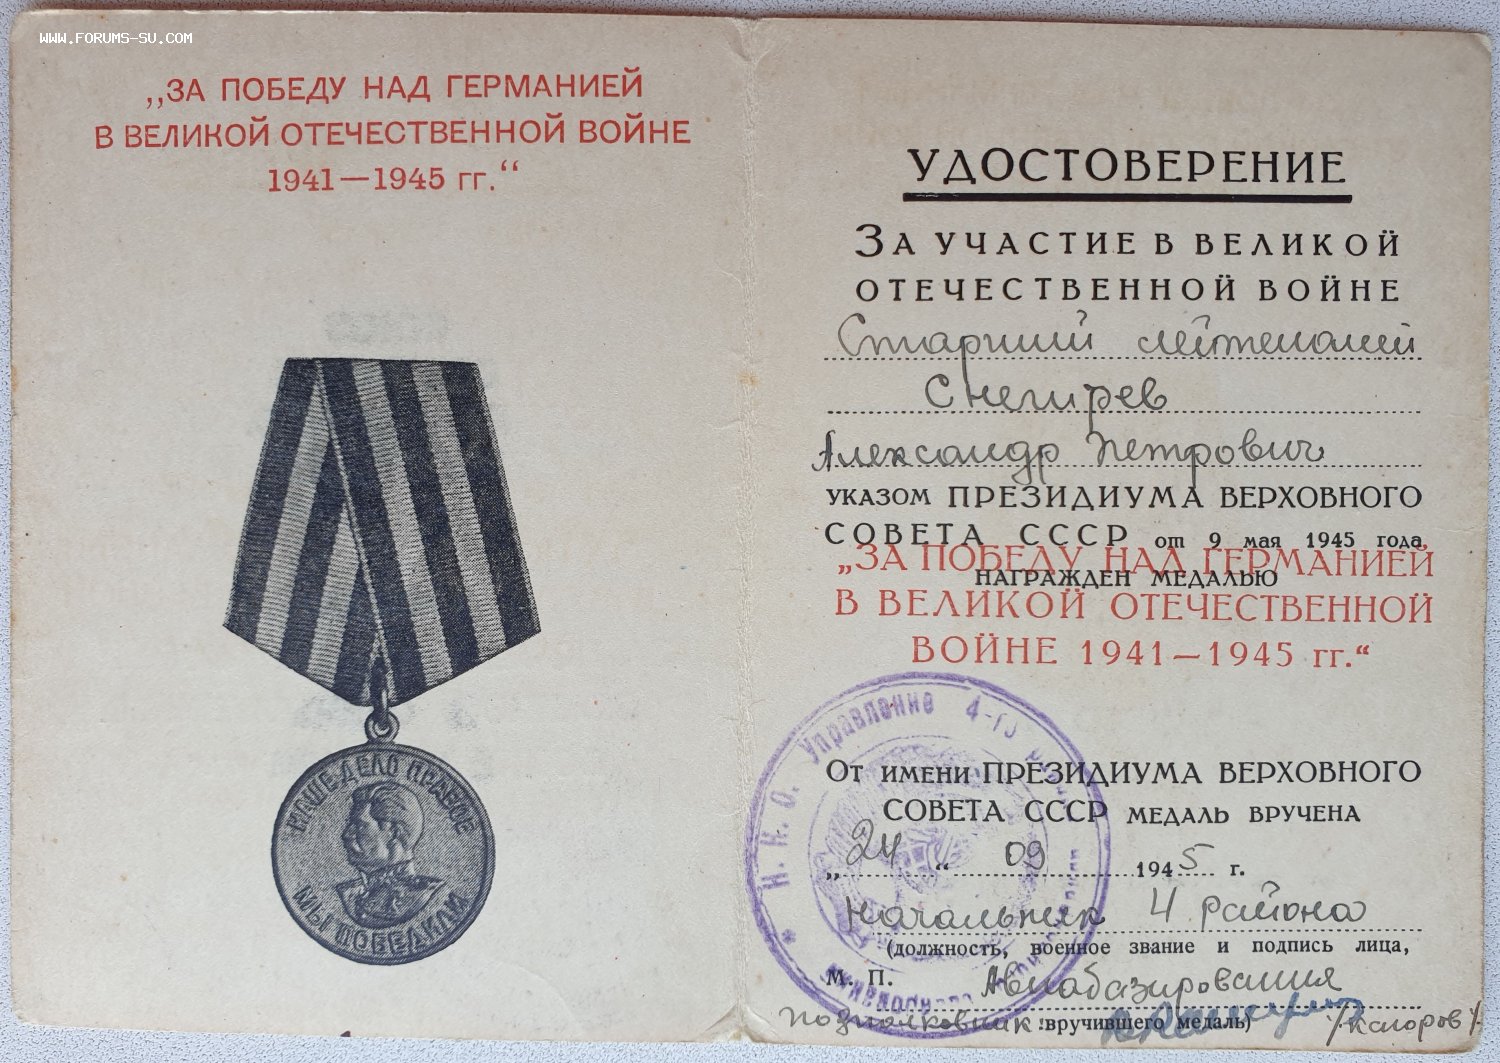 WWW.FORUMS-SU.COM
„ЗА ПОБЕДУ НАД ГЕРМАНИЕЙ
В ВЕЛИКОЙ ОТЕЧЕСТВЕННОЙ ВОЙНЕ
1941—1945 гг.“
НАШЕ ДЕЛО ПРАВОЕ
МЫ ПОБЕДИЛИ
УДОСТОВЕРЕНИЕ
ЗА УЧАСТИЕ В ВЕЛИКОЙ
ОТЕЧЕСТВЕННОЙ ВОЙНЕ
Старший лейтенант
Снегирев
Александр Петрович
УКАЗОМ ПРЕЗИДИУМА ВЕРХОВНОГО
СОВЕТА СССР от 9 мая 1945 года
НАГРАЖДЕН МЕДАЛЬЮ
„ЗА ПОБЕДУ НАД ГЕРМАНИЕЙ
В ВЕЛИКОЙ ОТЕЧЕСТВЕННОЙ
ВОЙНЕ 1941—1945 гг.“
ОТ ИМЕНИ ПРЕЗИДИУМА ВЕРХОВНОГО
СОВЕТА СССР МЕДАЛЬ ВРУЧЕНА
„24“ 09 1945 г.
Начальник 4 района
(должность, военное звание и подпись лица,
М. П. Авиабазирования
подполковник вручившего медаль)
Н. К. О. Управление 4-го